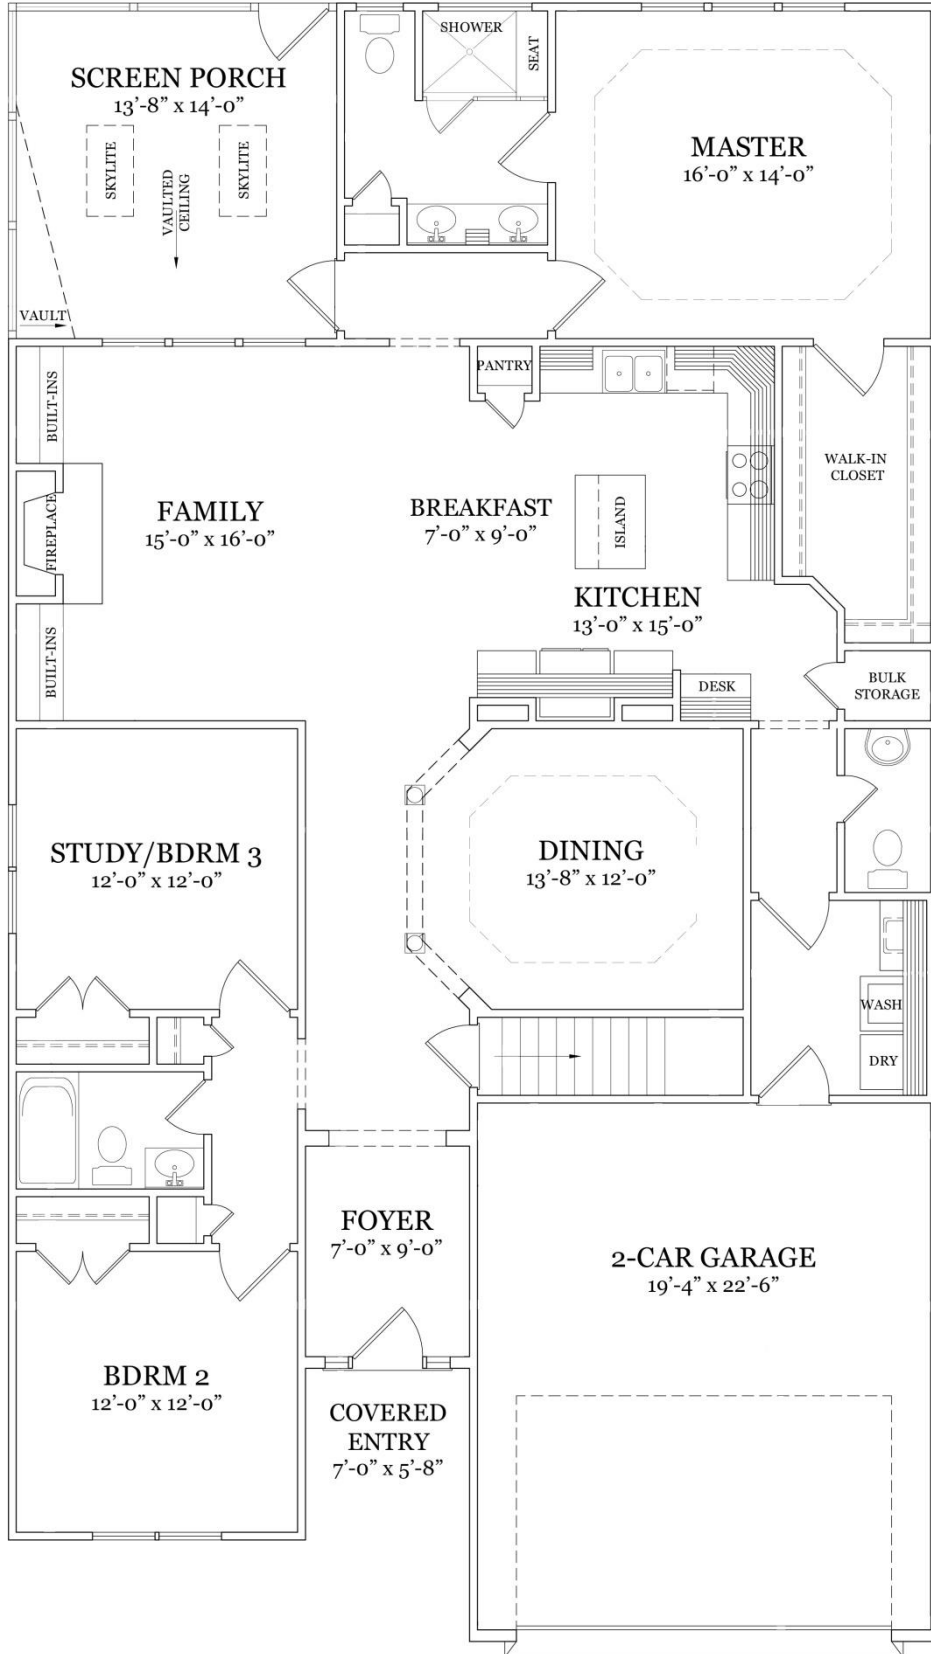 SHOWER
SEAT
SCREEN PORCH
13'-8" x 14'-0"
SKYLITE
SKYLITE
VAULTED
CEILING
VAULT
MASTER
16'-0" x 14'-0"
BUILT-INS
PANTRY
WALK-IN
CLOSET
FAMILY
15'-0" x 16'-0"
FIREPLACE
BREAKFAST
7'-0" x 9'-0"
ISLAND
KITCHEN
13'-0" x 15'-0"
BUILT-INS
DESK
BULK
STORAGE
STUDY/BDRM 3
12'-0" x 12'-0"
DINING
13'-8" x 12'-0"
WASH
DRY
FOYER
7'-0" x 9'-0"
2-CAR GARAGE
19'-4" x 22'-6"
BDRM 2
12'-0" x 12'-0"
COVERED
ENTRY
7'-0" x 5'-8"